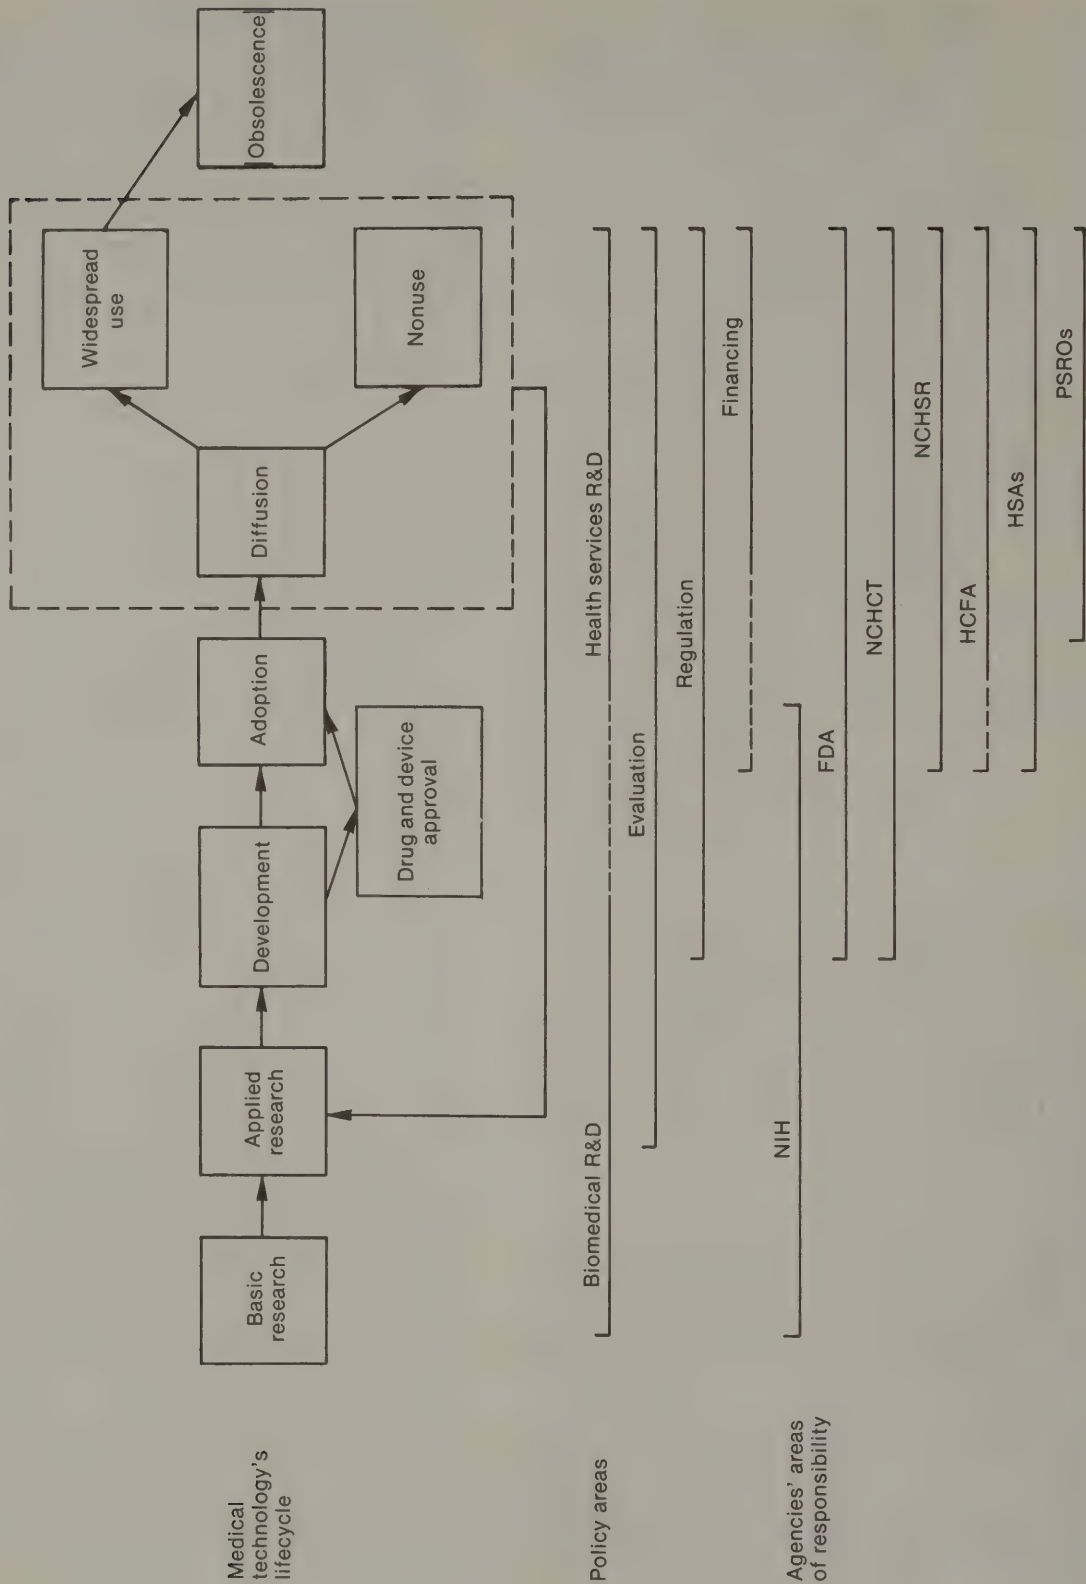 Medical
technology's
lifecycle
Basic
research
Applied
research
Development
Drug and device
approval
Adoption
Diffusion
Widespread
use
Nonuse
Obsolescence
Policy areas
Biomedical R&D
Health services R&D
Evaluation
Regulation
Financing
Agencies' areas
of responsibility
NIH
FDA
NCHCT
NCHSR
HCFA
HSAs
PSROs